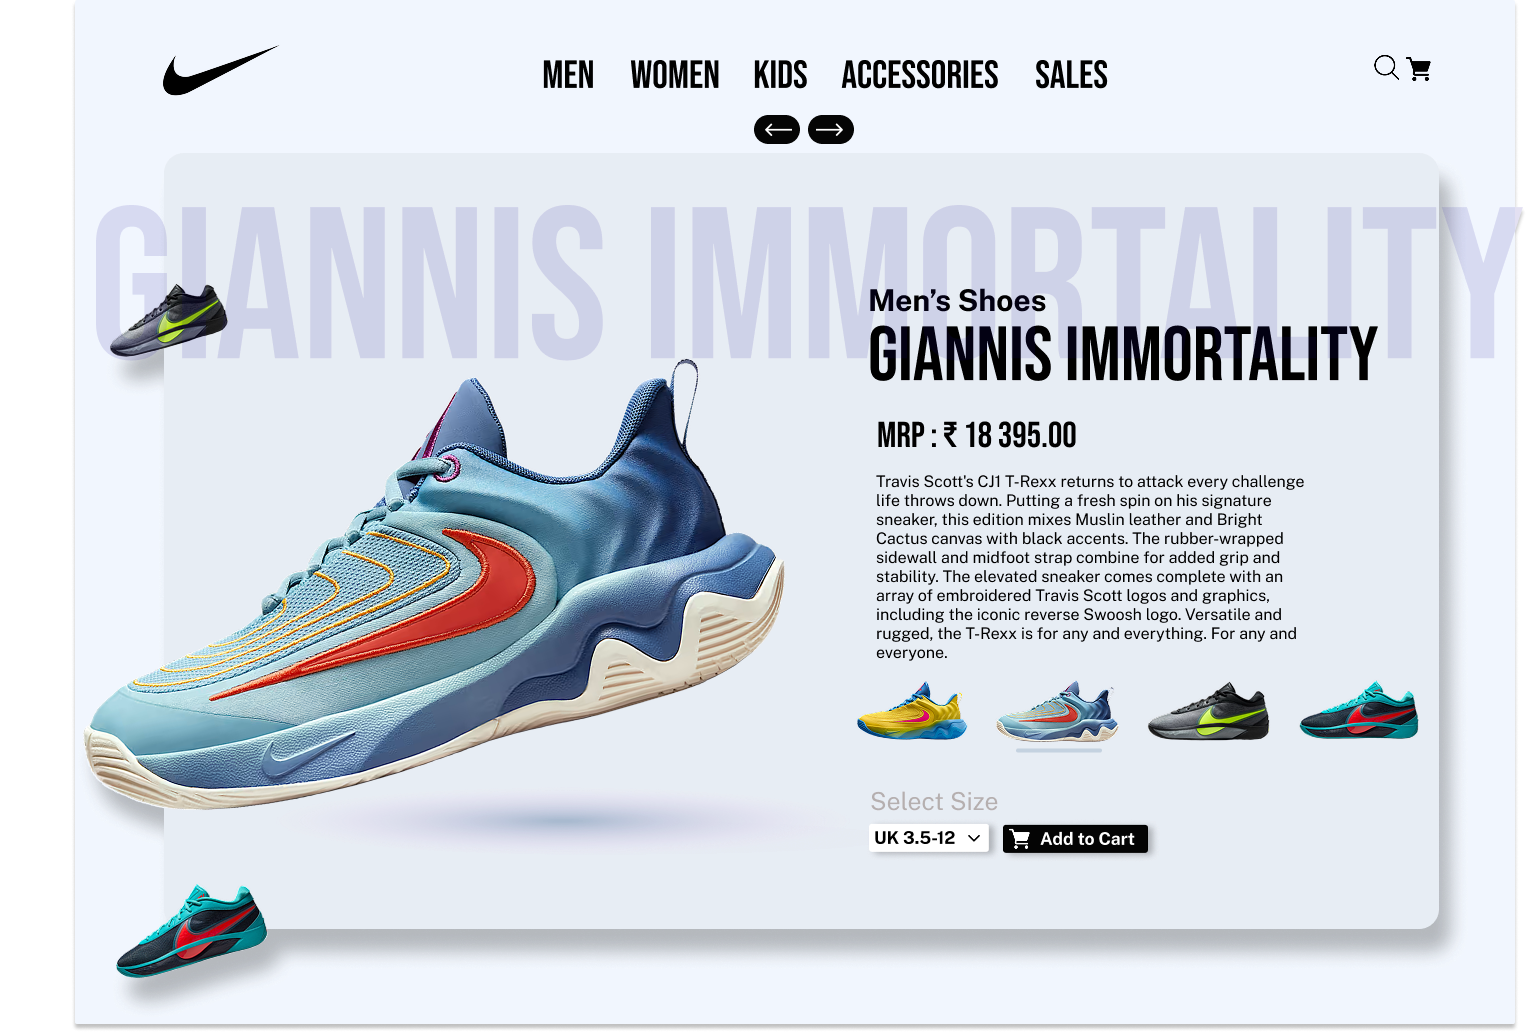 MEN WOMEN KIDS ACCESSORIES SALES
GIANNIS IMMORTALITY
Men’s Shoes
GIANNIS IMMORTALITY
MRP : ₹ 18 395.00
Travis Scott's CJ1 T-Rexx returns to attack every challenge
life throws down. Putting a fresh spin on his signature
sneaker, this edition mixes Muslin leather and Bright
Cactus canvas with black accents. The rubber-wrapped
sidewall and midfoot strap combine for added grip and
stability. The elevated sneaker comes complete with an
array of embroidered Travis Scott logos and graphics,
including the iconic reverse Swoosh logo. Versatile and
rugged, the T-Rexx is for any and everything. For any and
everyone.
Select Size
UK 3.5-12
Add to Cart